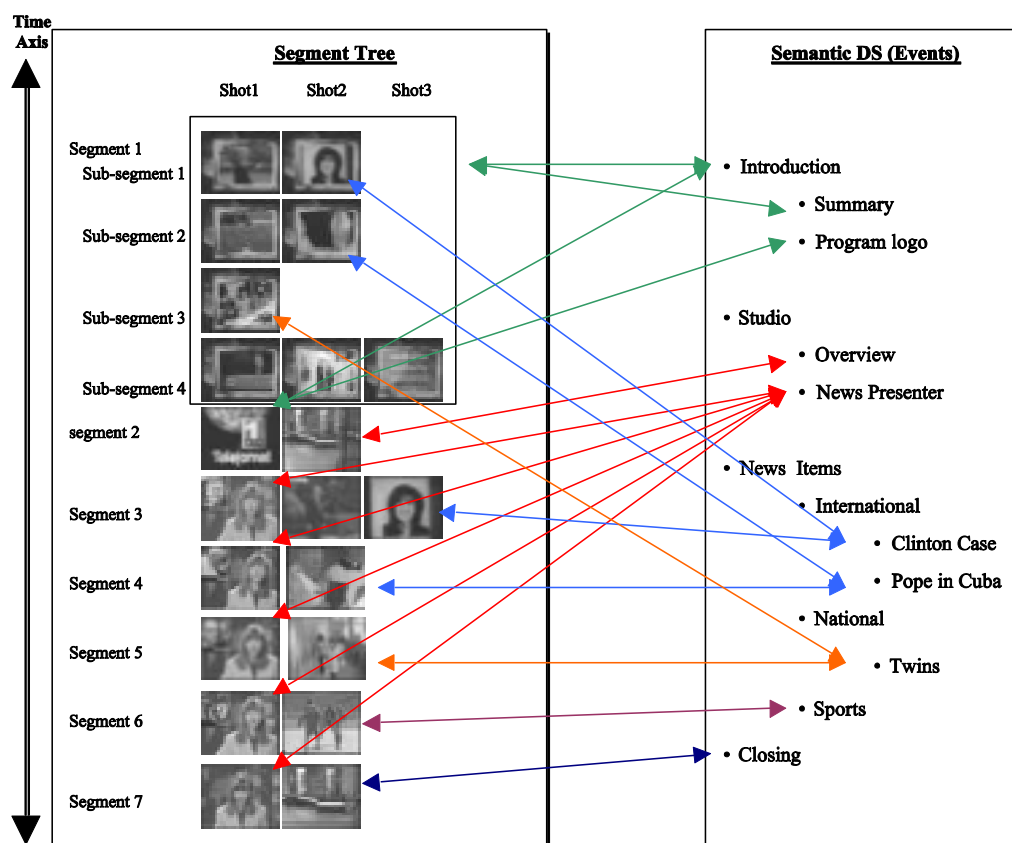 Time
Axis
Segment Tree
Semantic DS (Events)
Shot1 Shot2 Shot3
Segment 1
Sub-segment 1
Sub-segment 2
Sub-segment 3
Sub-segment 4
segment 2
Telejornal
Segment 3
Segment 4
Segment 5
Segment 6
Segment 7
• Introduction
• Summary
• Program logo
• Studio
• Overview
• News Presenter
• News Items
• International
• Clinton Case
• Pope in Cuba
• National
• Twins
• Sports
• Closing